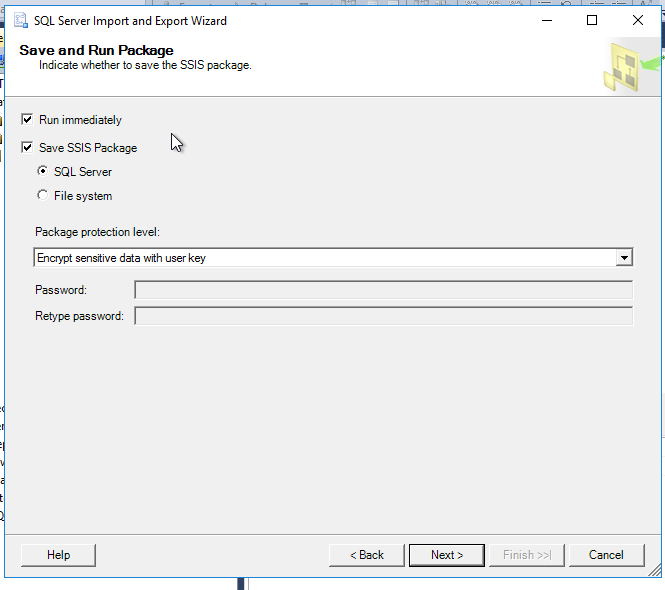 SQL Server Import and Export Wizard
Save and Run Package
Indicate whether to save the SSIS package.
Run immediately
Save SSIS Package
SQL Server
File system
Package protection level:
Encrypt sensitive data with user key
Password:
Retype password:
Help
< Back
Next >
Finish >>|
Cancel